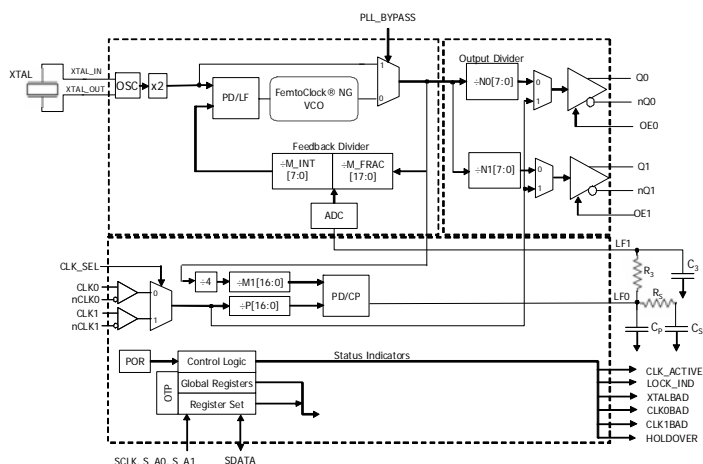 PLL_BYPASS
XTAL
XTAL_IN
XTAL_OUT
OSC
x2
PD/LF
FemtoClock® NG
VCO
1
0
Output Divider
÷N0[7:0]
0
1
Q0
nQ0
OE0
Feedback Divider
÷M_INT
[7:0]
÷M_FRAC
[17:0]
ADC
÷N1[7:0]
0
1
Q1
nQ1
OE1
LF1
CLK_SEL
CLK0
nCLK0
CLK1
nCLK1
0
1
÷4
÷M1[16:0]
÷P[16:0]
PD/CP
R3
C3
LF0
RS
CP
CS
POR
OTP
Control Logic
Global Registers
Register Set
Status Indicators
CLK_ACTIVE
LOCK_IND
XTALBAD
CLK0BAD
CLK1BAD
HOLDOVER
SCLK, S_A0, S_A1
SDATA